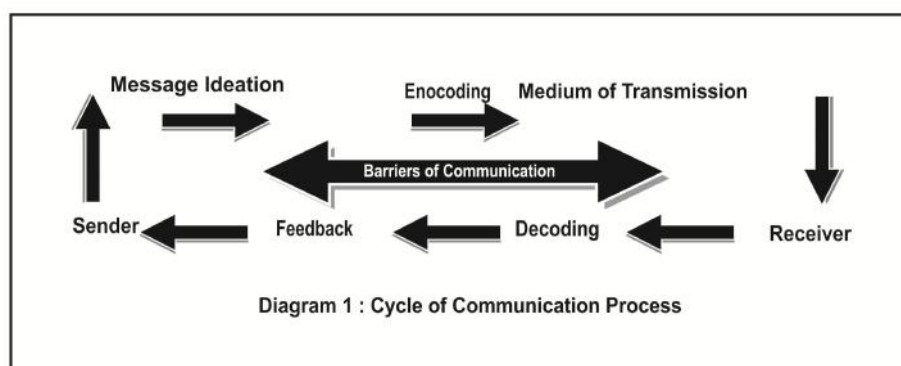 Message Ideation
Enocoding
Medium of Transmission
Barriers of Communication
Sender
Feedback
Decoding
Receiver
Diagram 1 : Cycle of Communication Process